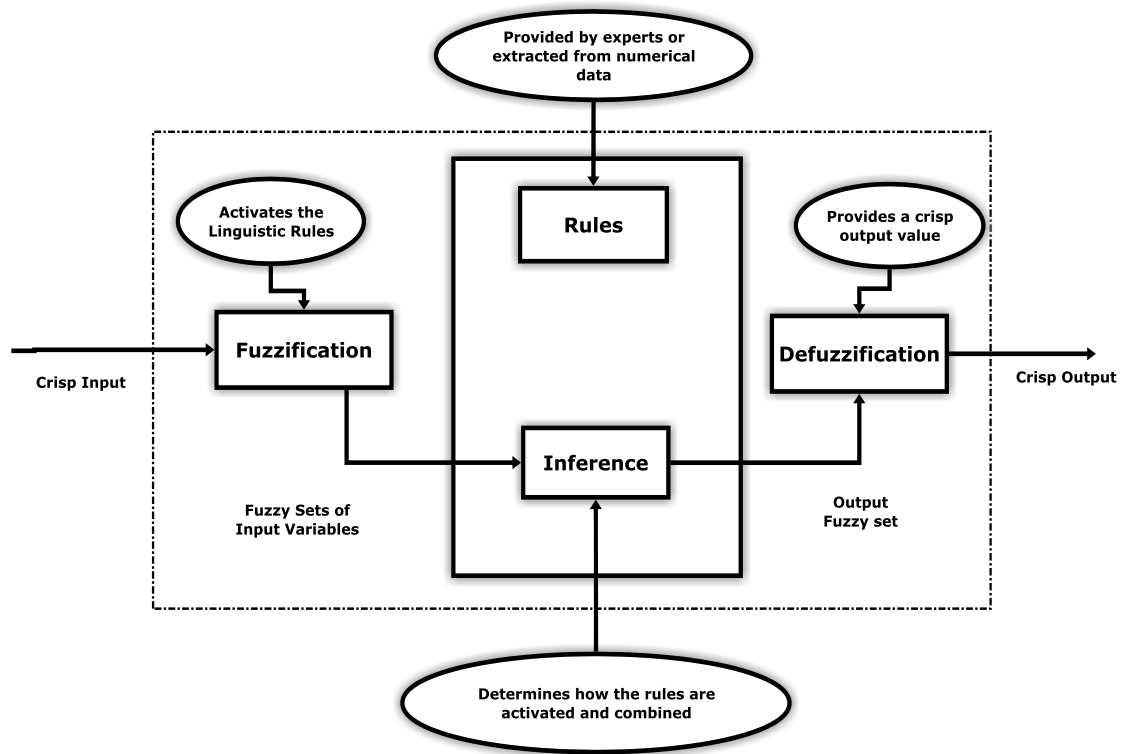 Provided by experts or
extracted from numerical
data
Activates the
Linguistic Rules
Rules
Provides a crisp
output value
Fuzzification
Defuzzification
Crisp Input
Crisp Output
Inference
Fuzzy Sets of
Input Variables
Output
Fuzzy set
Determines how the rules are
activated and combined